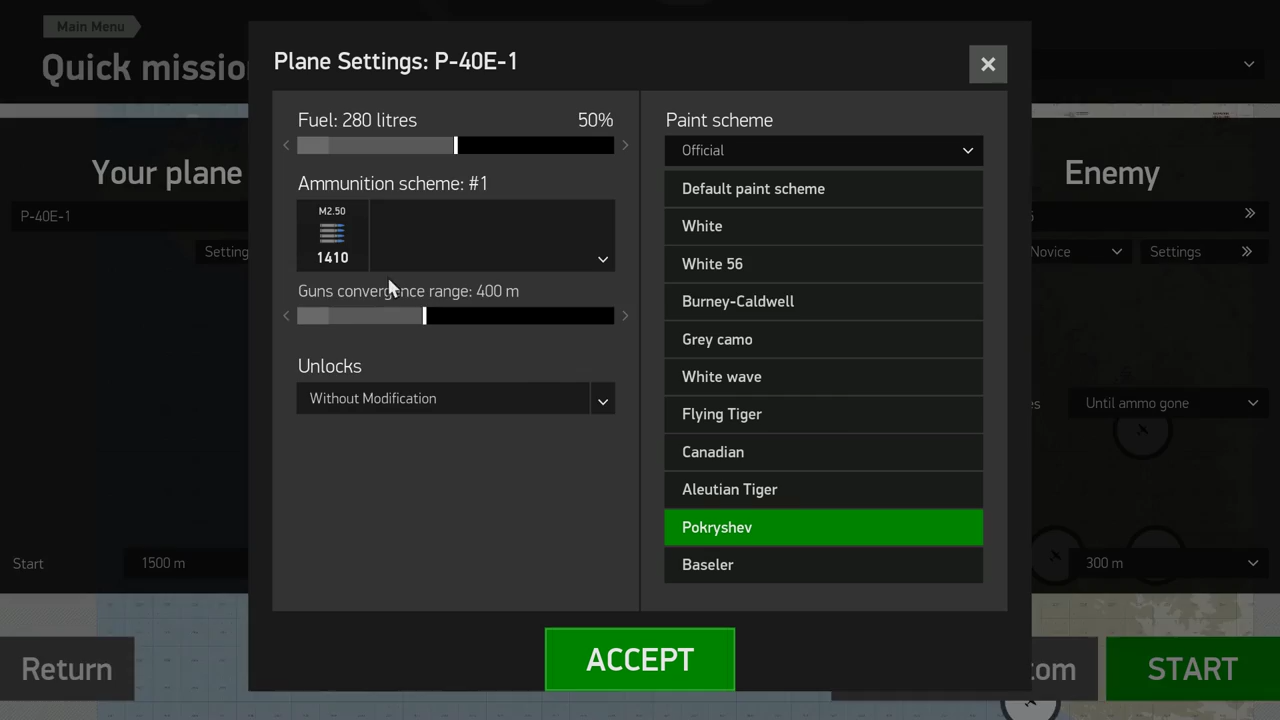 Main Menu
Quick missio
Plane Settings: P-40E-1
Fuel: 280 litres 50%
Ammunition scheme: #1
M2.50
1410
Guns convergence range: 400 m
Unlocks
Without Modification
Paint scheme
Official
Default paint scheme
White
White 56
Burney-Caldwell
Grey camo
White wave
Flying Tiger
Canadian
Aleutian Tiger
Pokryshev
Baseler
ACCEPT
Your plane
P-40E-1
Setting
Start 1500 m
Return
Enemy
Novice
Settings
Until ammo gone
300 m
START